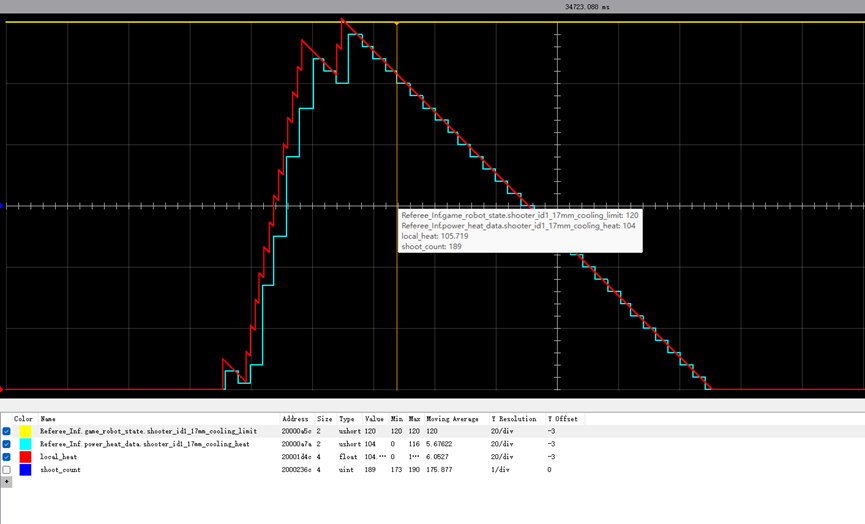 34723.088 ms
Referee_Inf.game_robot_state.shooter_id1_17mm_cooling_limit: 120
Referee_Inf.power_heat_data.shooter_id1_17mm_cooling_heat: 104
local_heat: 105.719
shoot_count: 189
Color Name Address Size Type Value Min Max Moving Average Y Resolution Y Offset
Referee_Inf.game_robot_state.shooter_id1_17mm_cooling_limit 20000a5c 2 ushort 120 120 120 120 20/div -3
Referee_Inf.power_heat_data.shooter_id1_17mm_cooling_heat 20000a7a 2 ushort 104 0 116 5.67622 20/div -3
local_heat 20001d4c 4 float 104.… 0 1… 6.0527 20/div -3
shoot_count 2000236c 4 uint 189 173 190 175.877 1/div 0